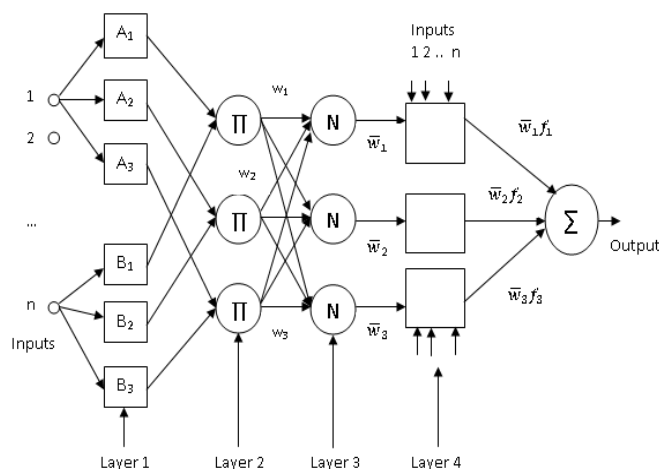 A1
Inputs
1 2 .. n
1
A2
w1
Π
N
w̅1
w̅1f1
2
A3
w2
w̅2f2
...
Π
N
w̅2
Σ
Output
B1
n
B2
Π
N
w̅3f3
Inputs
w3
w̅3
B3
Layer 1
Layer 2
Layer 3
Layer 4